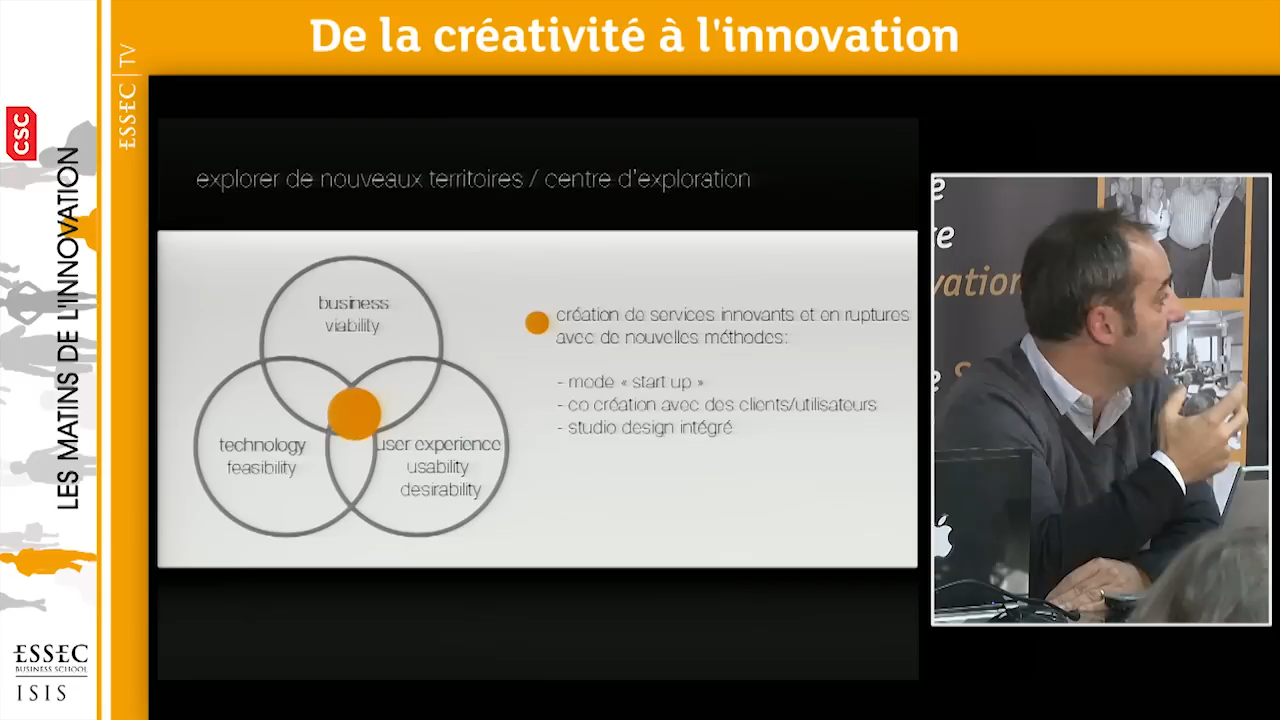 De la créativité à l'innovation
ESSEC | TV
CSC
LES MATINS DE L'INNOVATION
ESSEC
BUSINESS SCHOOL
ISIS
explorer de nouveaux territoires / centre d'exploration
business
viability
technology
feasibility
user experience
usability
desirability
création de services innovants et en ruptures
avec de nouvelles méthodes:
- mode « start up »
- co création avec des clients/utilisateurs
- studio design intégré